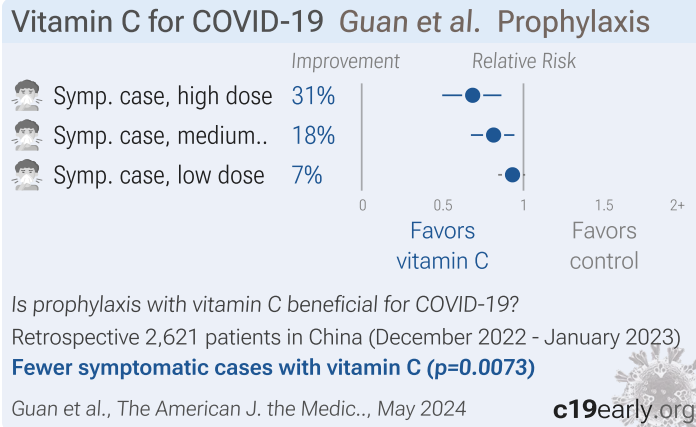 Vitamin C for COVID-19 Guan et al. Prophylaxis
Improvement Relative Risk
Symp. case, high dose 31%
Symp. case, medium.. 18%
Symp. case, low dose 7%
0 0.5 1 1.5 2+
Favors vitamin C
Favors control
Is prophylaxis with vitamin C beneficial for COVID-19?
Retrospective 2,621 patients in China (December 2022 - January 2023)
Fewer symptomatic cases with vitamin C (p=0.0073)
Guan et al., The American J. the Medic.., May 2024
c19early.org